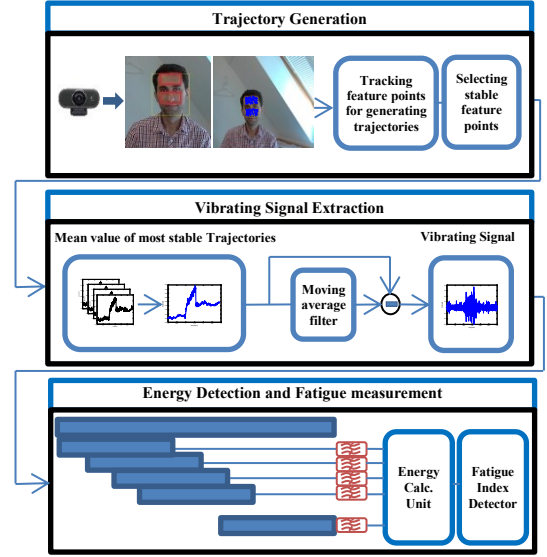 Trajectory Generation
Tracking
feature points
for generating
trajectories
Selecting
stable
feature
points
Vibrating Signal Extraction
Mean value of most stable Trajectories
Vibrating Signal
Moving
average
filter
Energy Detection and Fatigue measurement
Energy
Calc.
Unit
Fatigue
Index
Detector